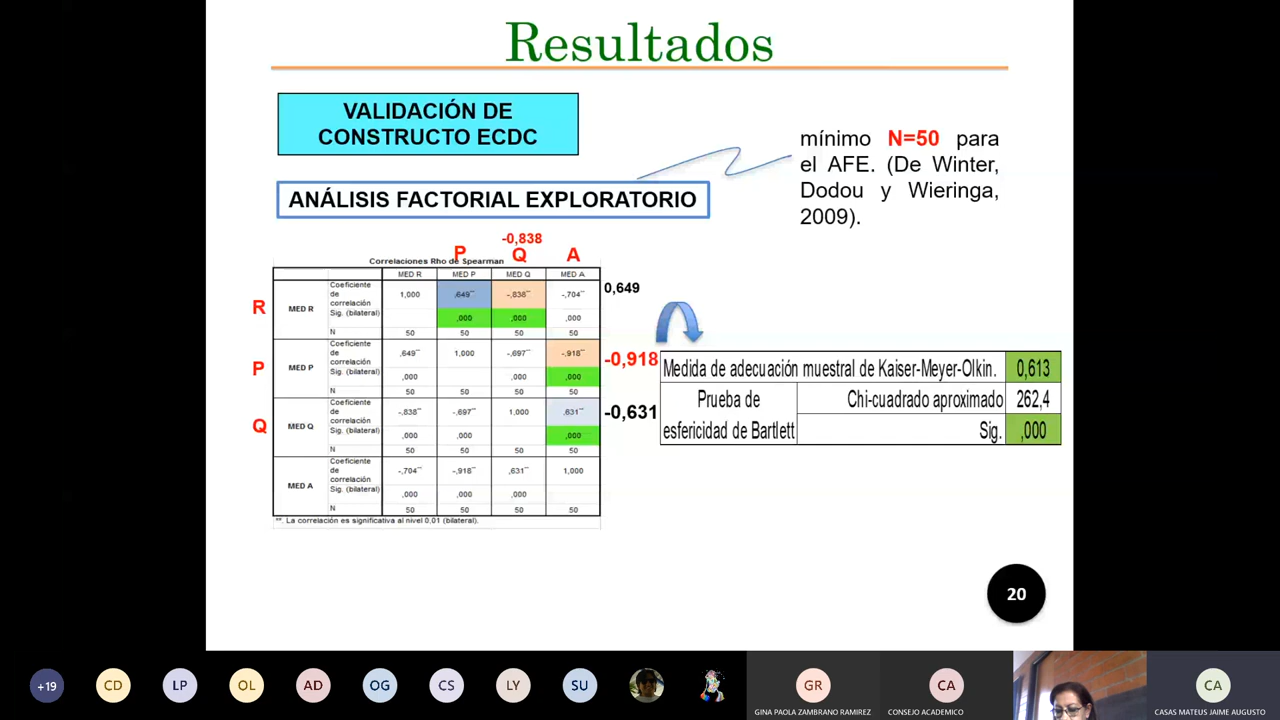 Resultados
VALIDACIÓN DE
CONSTRUCTO ECDC
mínimo N=50 para
el AFE. (De Winter,
Dodou y Wieringa,
2009).
ANÁLISIS FACTORIAL EXPLORATORIO
-0,838
P Q A
Correlaciones Rho de Spearman
MED R MED P MED Q MED A
R MED R Coeficiente de correlación 1,000 ,649** -,838** -,704** 0,649
Sig. (bilateral) ,000 ,000 ,000
N 50 50 50 50
P MED P Coeficiente de correlación ,649** 1,000 -,697** -,918** -0,918
Sig. (bilateral) ,000 ,000 ,000
N 50 50 50 50
Q MED Q Coeficiente de correlación -,838** -,697** 1,000 ,631** -0,631
Sig. (bilateral) ,000 ,000 ,000
N 50 50 50 50
MED A Coeficiente de correlación -,704** -,918** ,631** 1,000
Sig. (bilateral) ,000 ,000 ,000
N 50 50 50 50
**. La correlación es significativa al nivel 0,01 (bilateral).
Medida de adecuación muestral de Kaiser-Meyer-Olkin. 0,613
Prueba de Chi-cuadrado aproximado 262,4
esfericidad de Bartlett Sig. ,000
20
+19 CD LP OL AD OG CS LY SU GR CA CA
GINA PAOLA ZAMBRANO RAMIREZ CONSEJO ACADEMICO CASAS MATEUS JAIME AUGUSTO